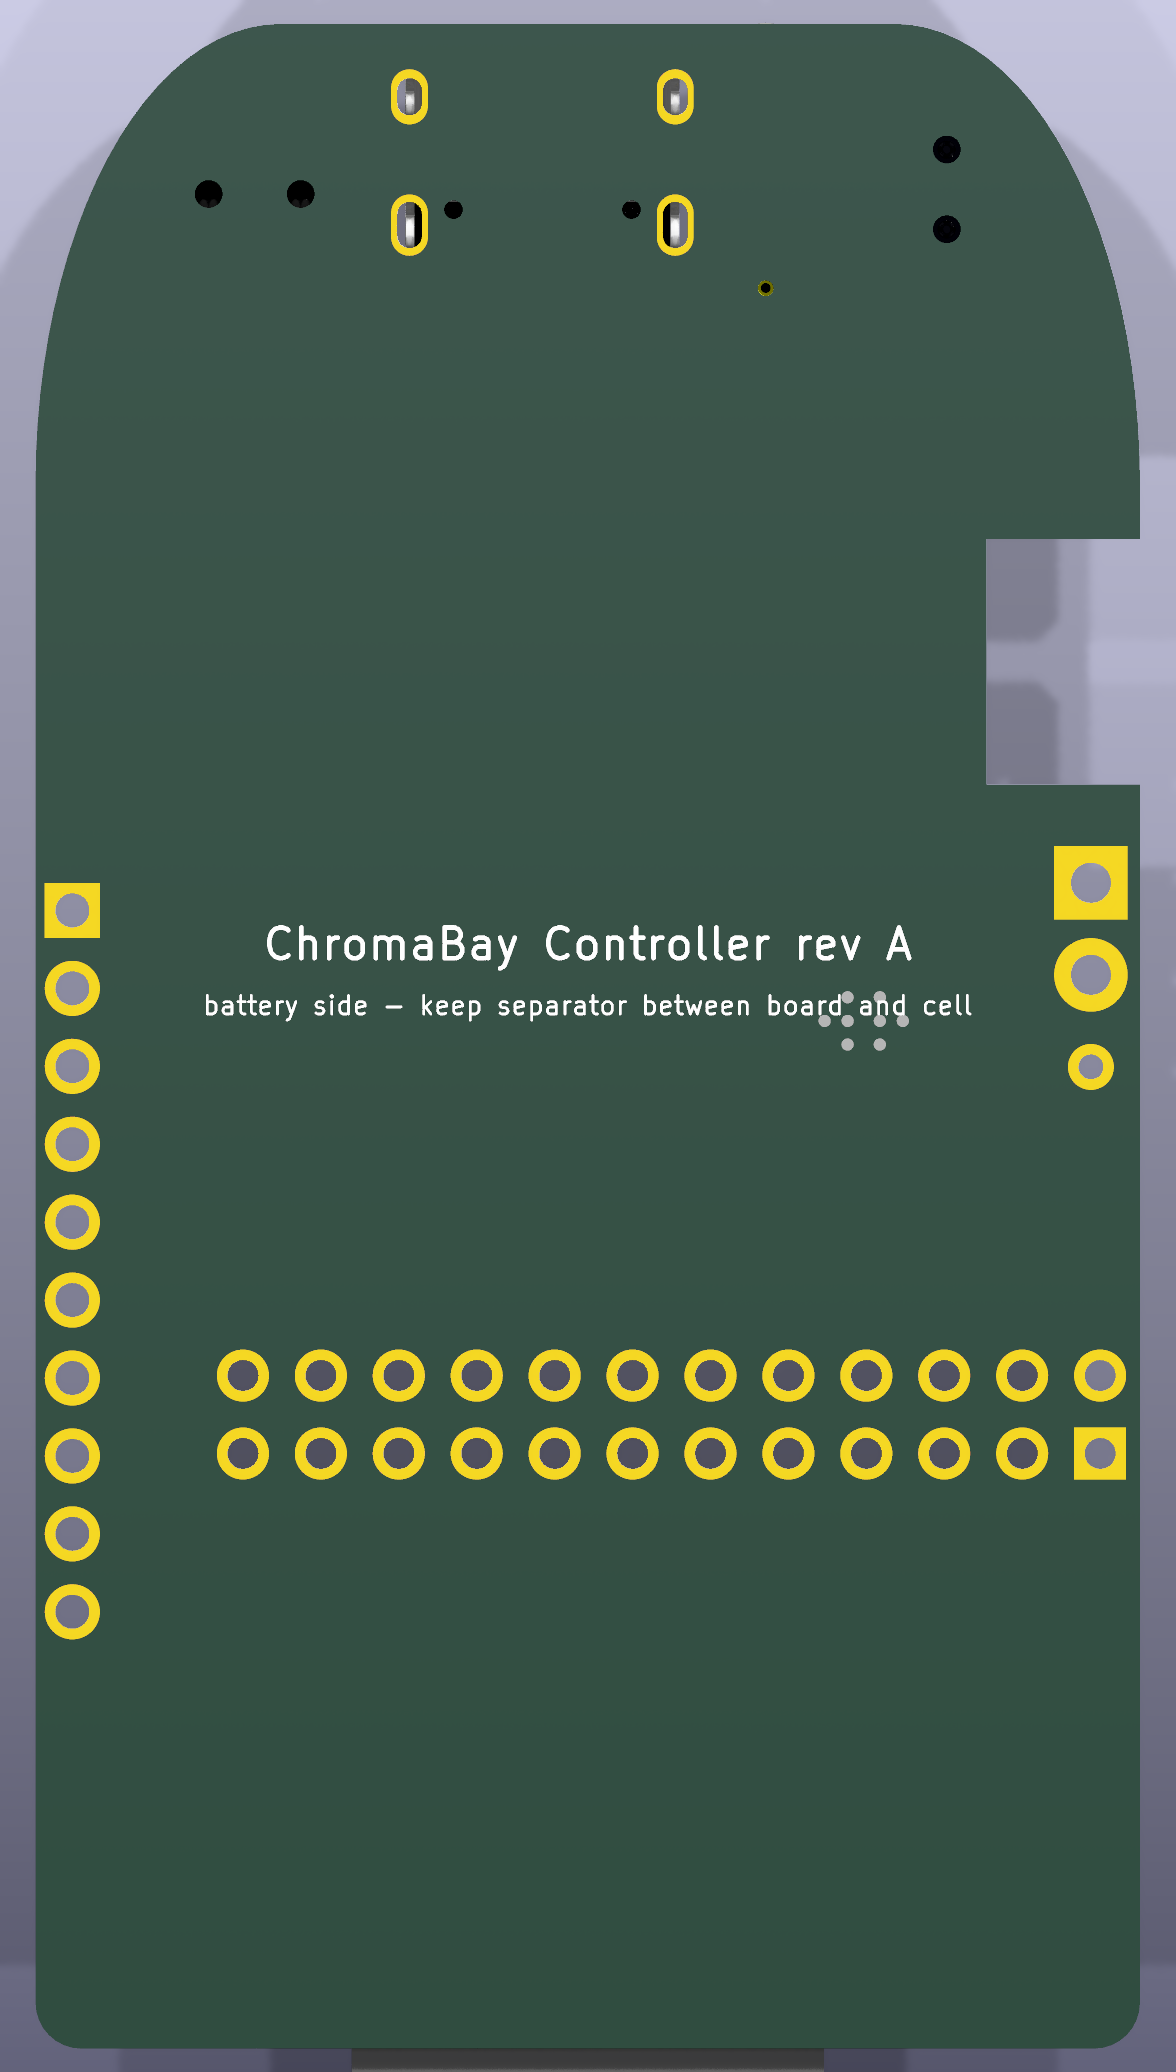 ChromaBay Controller rev A
battery side – keep separator between board and cell